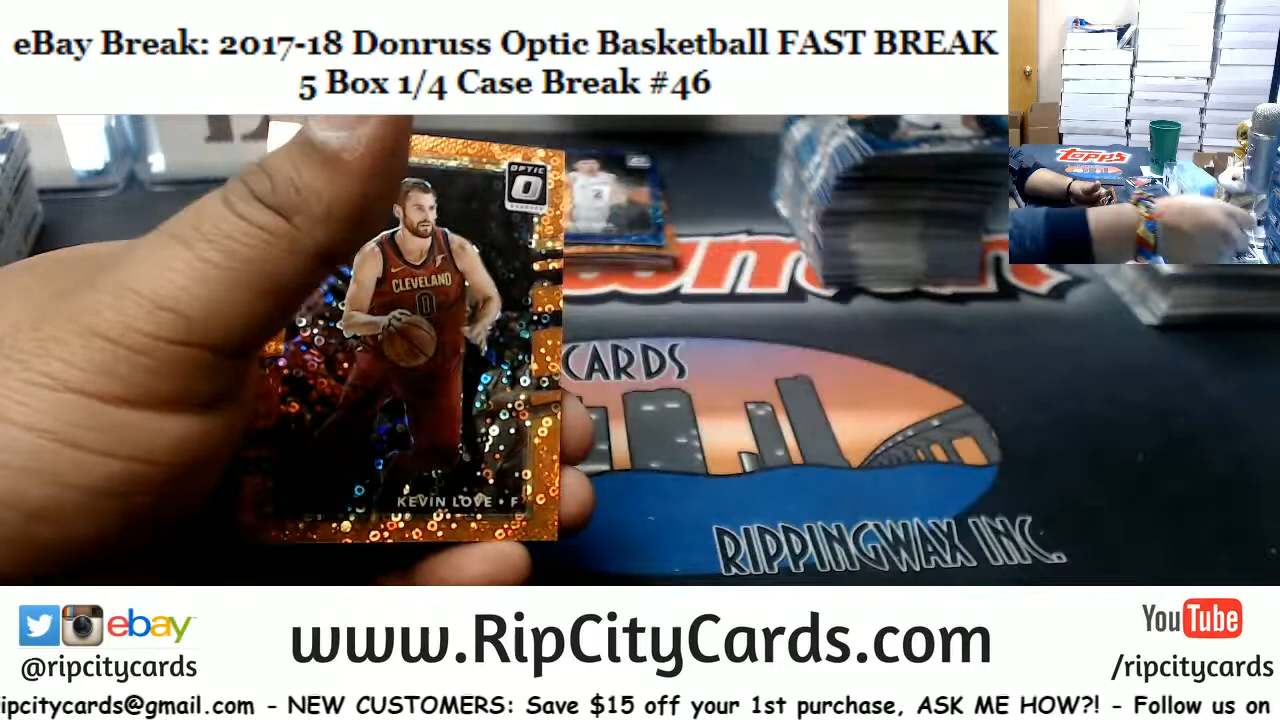 eBay Break: 2017-18 Donruss Optic Basketball FAST BREAK
5 Box 1/4 Case Break #46
topps
OPTIC
CLEVELAND
0
2
KEVIN LOVE • F
CARDS
RIPPINGWAX INC.
ebay
@ripcitycards
www.RipCityCards.com
YouTube
/ripcitycards
ipcitycards@gmail.com - NEW CUSTOMERS: Save $15 off your 1st purchase, ASK ME HOW?! - Follow us on